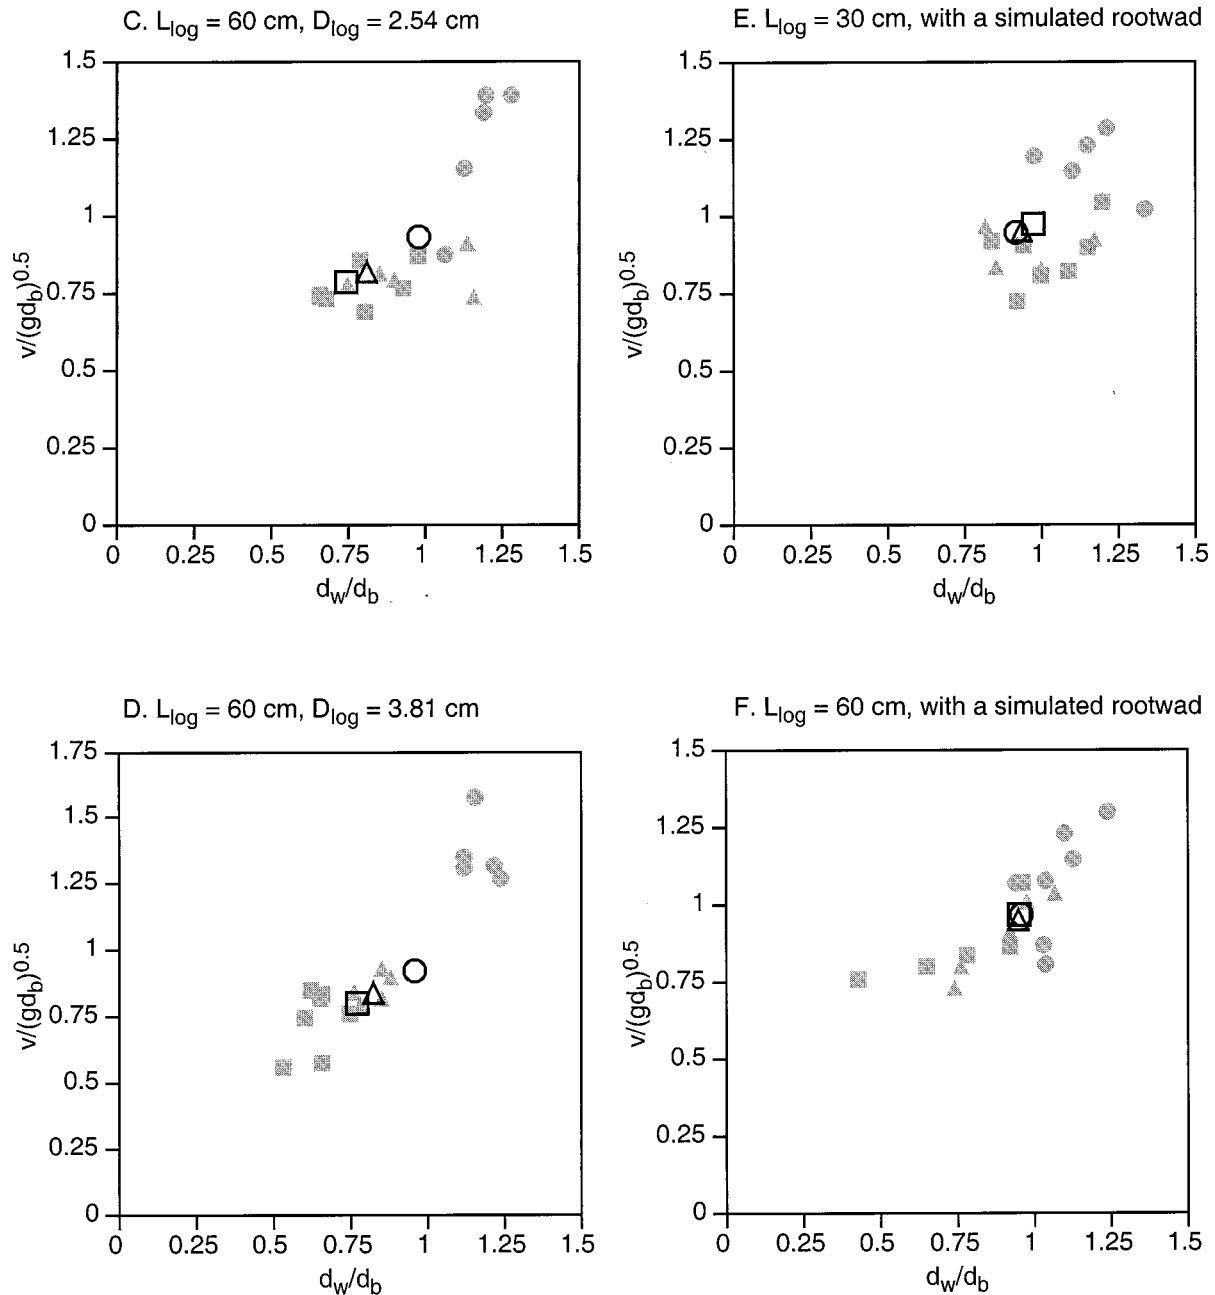 C. L_log = 60 cm, D_log = 2.54 cm
1.5
1.25
1
0.75
0.5
0.25
0
v/(gd_b)^0.5
0 0.25 0.75 1 1.25 1.5
d_w/d_b
E. L_log = 30 cm, with a simulated rootwad
1.5
1.25
1
0.75
0.5
0.25
0
v/(gd_b)^0.5
0 0.25 0.5 0.75 1 1.25 1.5
d_w/d_b
D. L_log = 60 cm, D_log = 3.81 cm
1.75
1.5
1.25
1
0.75
0.5
0.25
0
v/(gd_b)^0.5
0 0.25 0.5 0.75 1 1.25 1.5
d_w/d_b
F. L_log = 60 cm, with a simulated rootwad
1.5
1.25
1
0.75
0.5
0.25
0
v/(gd_b)^0.5
0 0.25 0.5 0.75 1 1.25 1.5
d_w/d_b